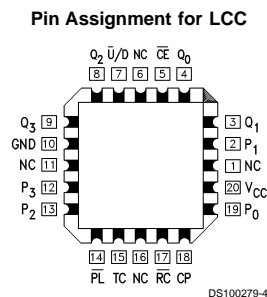 Pin Assignment for LCC
Q₂ Ū/D NC C̅E̅ Q₀
8 7 6 5 4
Q₃ 9
3 Q₁
GND 10
2 P₁
NC 11
1 NC
P₃ 12
20 V_CC
P₂ 13
19 P₀
14 15 16 17 18
P̅L̅ TC NC R̅C̅ CP
DS100279-4